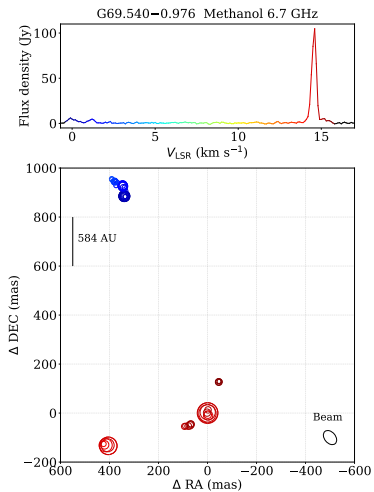 G69.540−0.976 Methanol 6.7 GHz
Flux density (Jy)
100
50
0
0 5 10 15
V_LSR (km s⁻¹)
Δ DEC (mas)
1000
800
600
400
200
0
−200
584 AU
Beam
600 400 200 0 −200 −400 −600
Δ RA (mas)